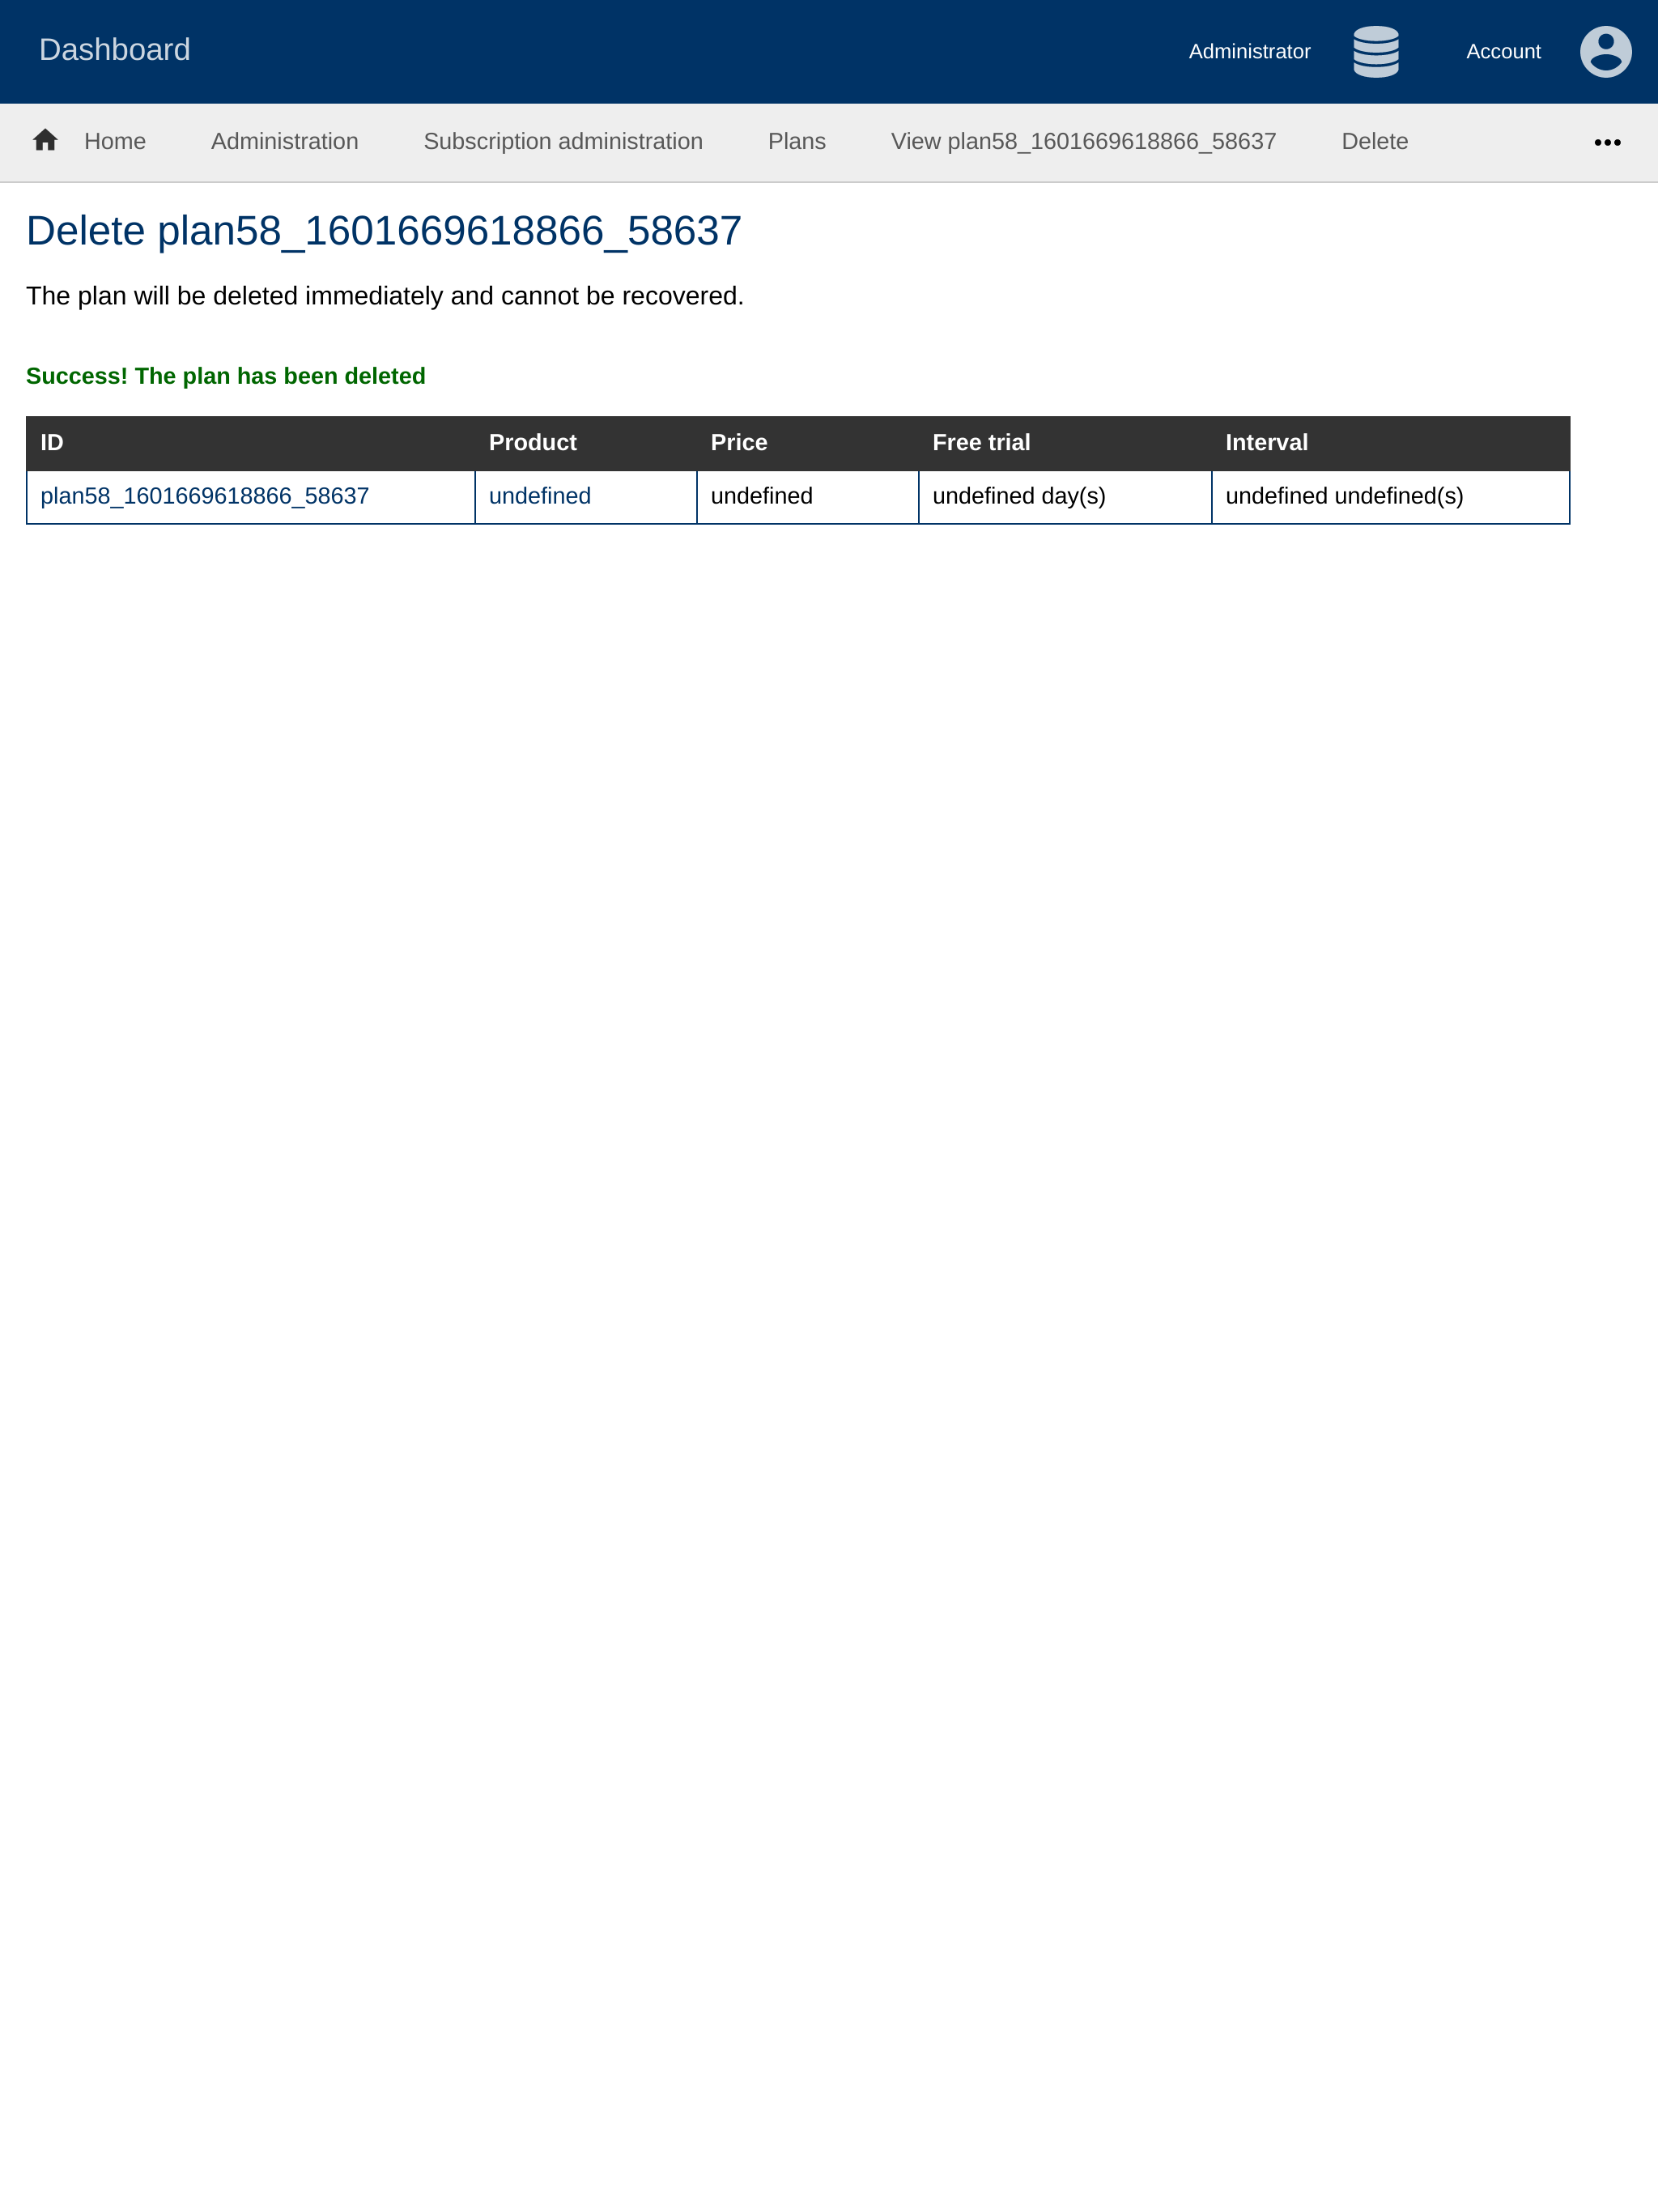 Dashboard Administrator Account
Home Administration Subscription administration Plans View plan58_1601669618866_58637 Delete •••
Delete plan58_1601669618866_58637
The plan will be deleted immediately and cannot be recovered.
Success! The plan has been deleted
ID Product Price Free trial Interval
plan58_1601669618866_58637 undefined undefined undefined day(s) undefined undefined(s)